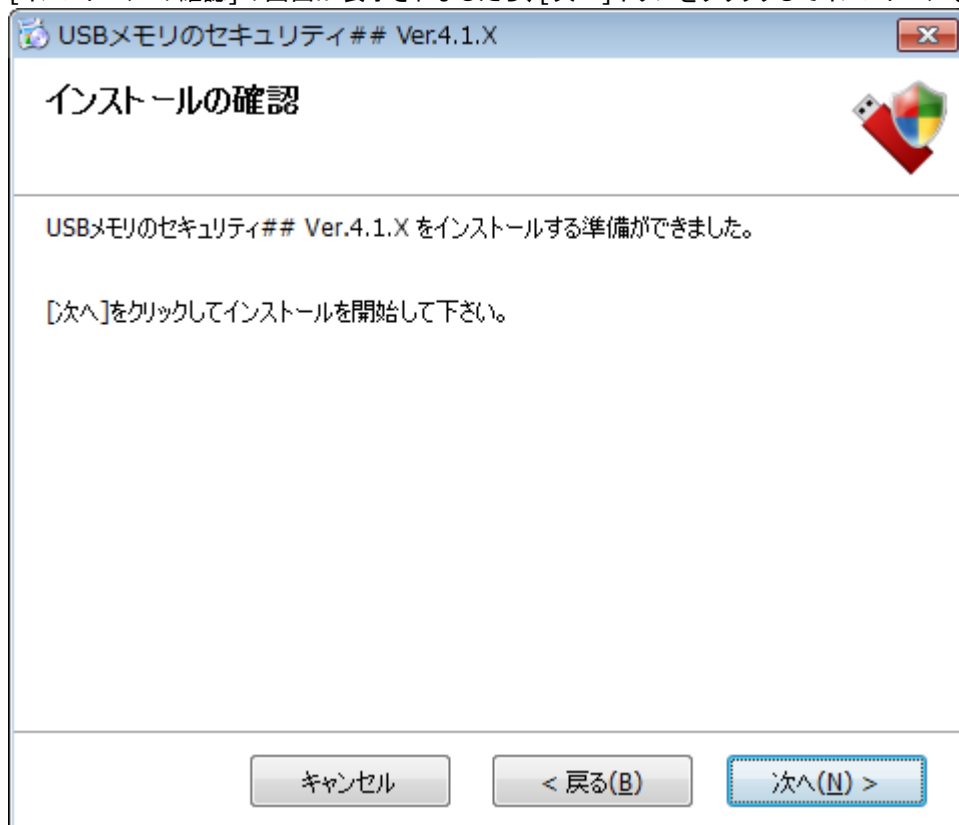 USBメモリのセキュリティ## Ver.4.1.X
インストールの確認
USBメモリのセキュリティ## Ver.4.1.X をインストールする準備ができました。
[次へ]をクリックしてインストールを開始して下さい。
キャンセル
< 戻る(B)
次へ(N) >